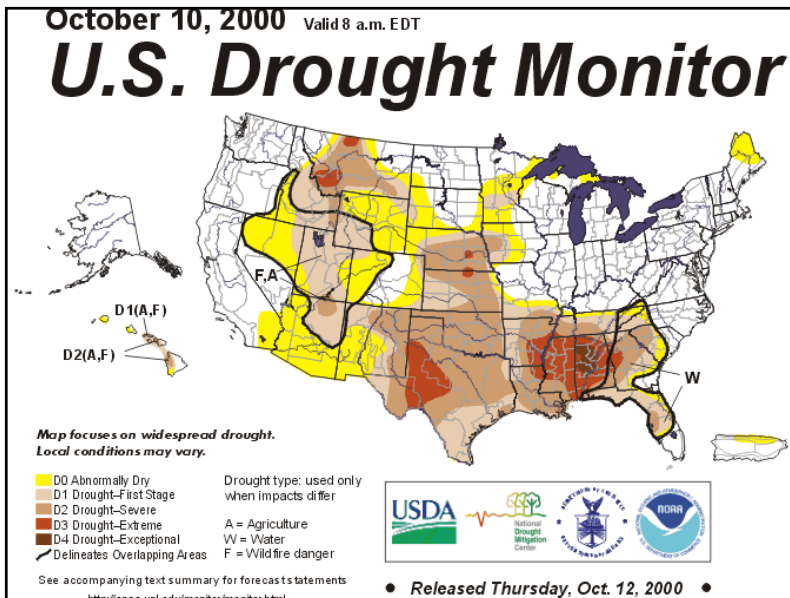 October 10, 2000 Valid 8 a.m. EDT
U.S. Drought Monitor
F,A
D1(A,F)
D2(A,F)
W
Map focuses on widespread drought.
Local conditions may vary.
D0 Abnormally Dry
D1 Drought–First Stage
D2 Drought–Severe
D3 Drought–Extreme
D4 Drought–Exceptional
Delineates Overlapping Areas
Drought type: used only
when impacts differ
A = Agriculture
W = Water
F = Wildfire danger
USDA
National
Drought
Mitigation
Center
NOAA
See accompanying text summary for forecast statements
Released Thursday, Oct. 12, 2000